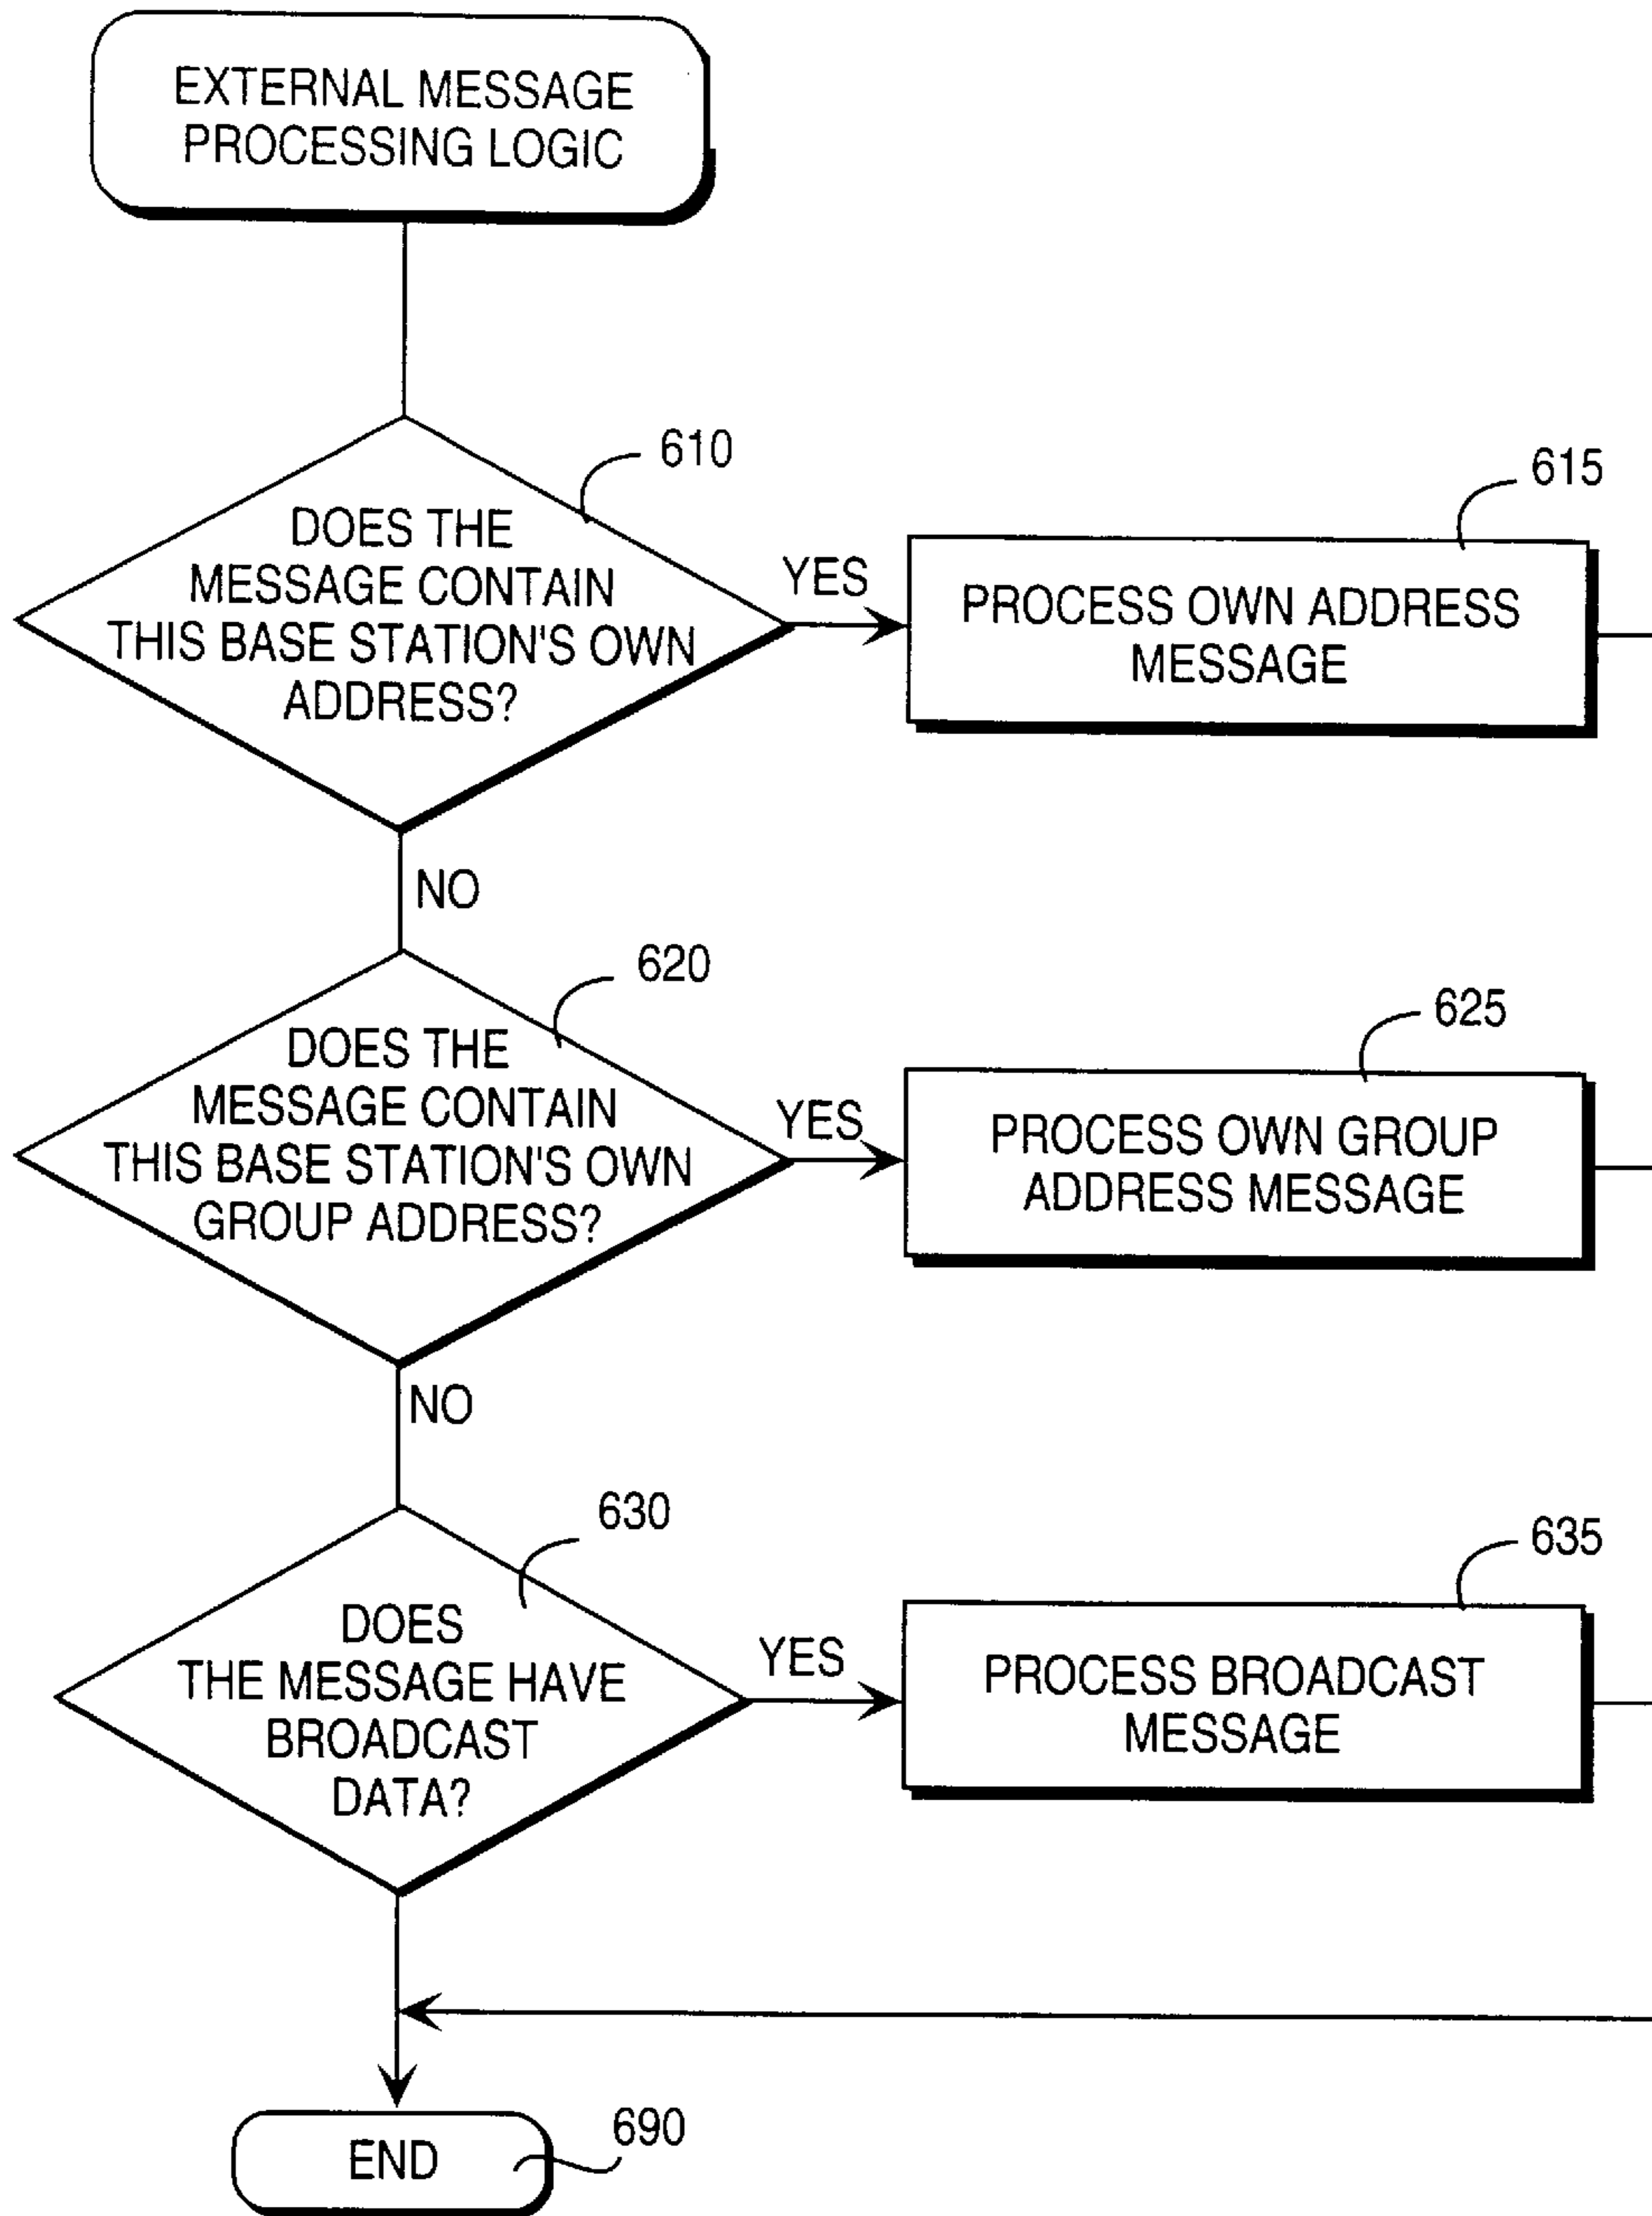 EXTERNAL MESSAGE
PROCESSING LOGIC
610
DOES THE
MESSAGE CONTAIN
THIS BASE STATION'S OWN
ADDRESS?
YES
615
PROCESS OWN ADDRESS
MESSAGE
NO
620
DOES THE
MESSAGE CONTAIN
THIS BASE STATION'S OWN
GROUP ADDRESS?
YES
625
PROCESS OWN GROUP
ADDRESS MESSAGE
NO
630
DOES
THE MESSAGE HAVE
BROADCAST
DATA?
YES
635
PROCESS BROADCAST
MESSAGE
END
690